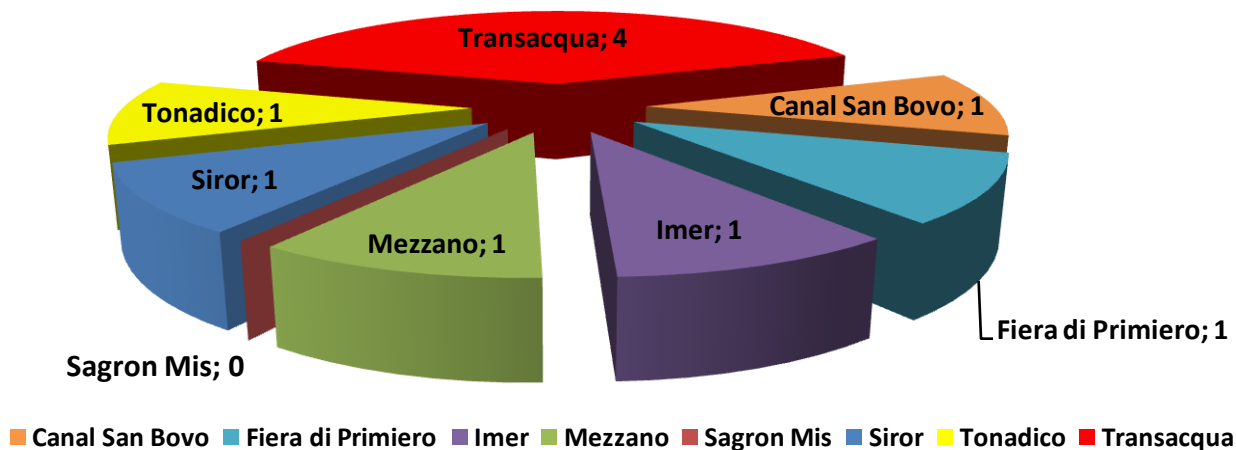 Transacqua; 4
Tonadico; 1
Canal San Bovo; 1
Siror; 1
Mezzano; 1
Imer; 1
Fiera di Primiero; 1
Sagron Mis; 0
Canal San Bovo Fiera di Primiero Imer Mezzano Sagron Mis Siror Tonadico Transacqua